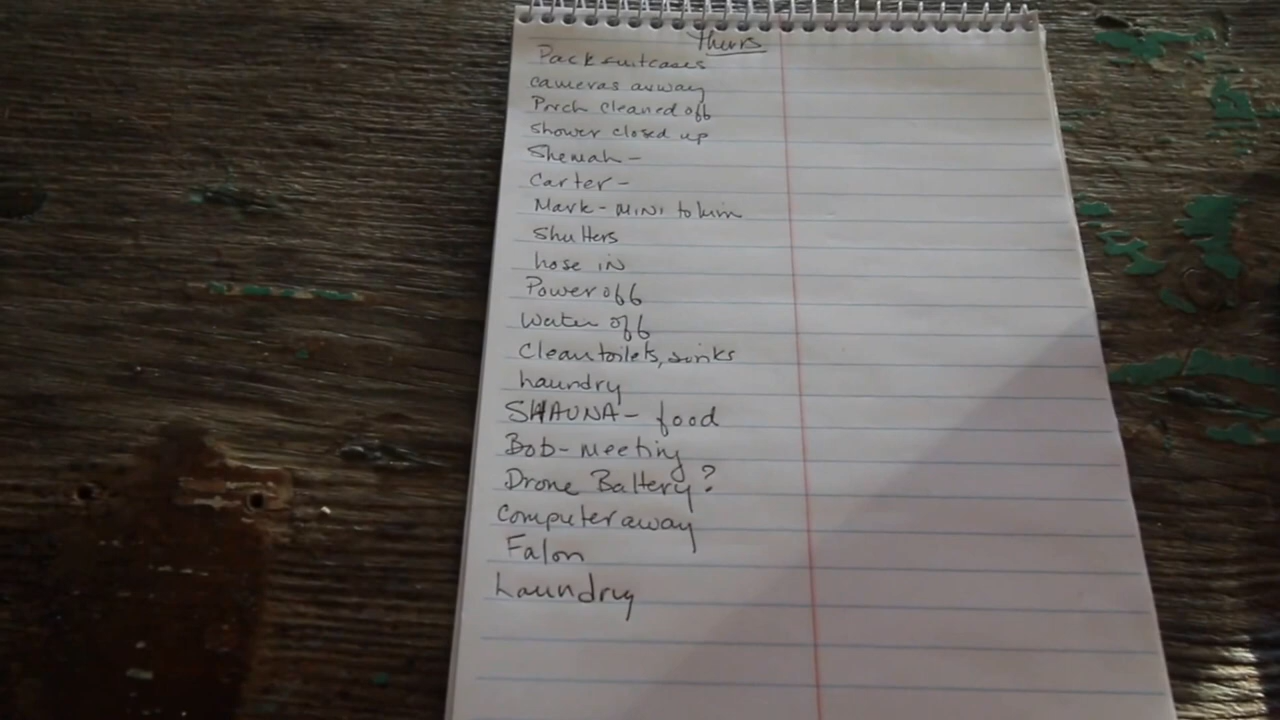 Thurs
Pack suitcases
cameras away
Porch cleaned off
Shower closed up
Shemah-
Carter-
Mark- MINI to him
Shutters
hose IN
Power off
Water off
Clean toilets, sinks
Laundry
SHAUNA- food
Bob- meeting
Drone Battery?
Computer away
Falon
Laundry